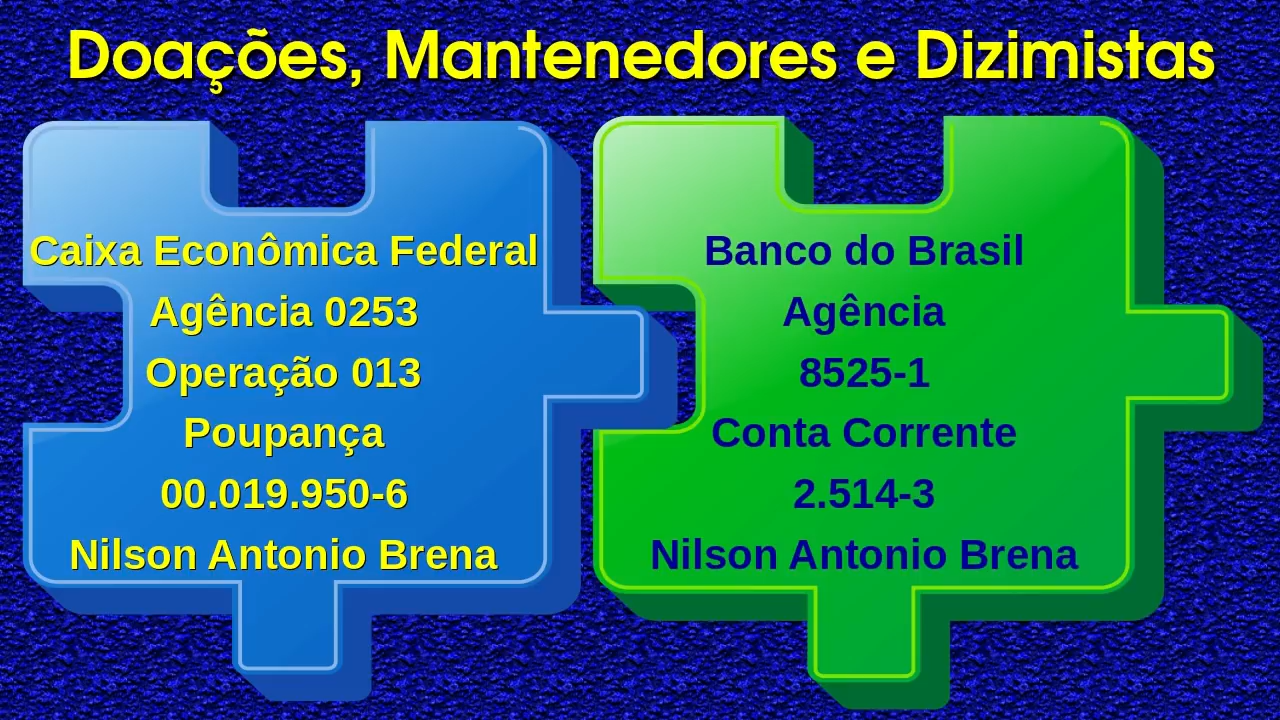 Doações, Mantenedores e Dizimistas
Caixa Econômica Federal
Agência 0253
Operação 013
Poupança
00.019.950-6
Nilson Antonio Brena
Banco do Brasil
Agência
8525-1
Conta Corrente
2.514-3
Nilson Antonio Brena